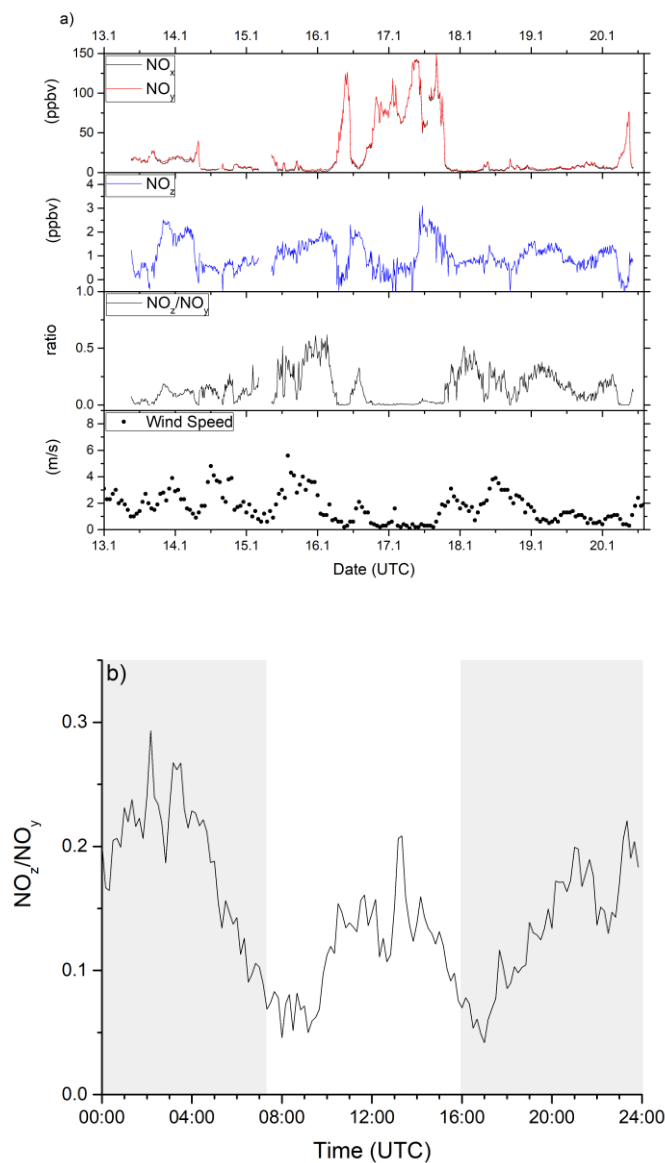 a)
13.1 14.1 15.1 16.1 17.1 18.1 19.1 20.1
150
100
50
0
(ppbv)
NOx
NOy
4
3
2
1
0
(ppbv)
NOz
1.0
0.5
0.0
ratio
NOz/NOy
8
6
4
2
0
(m/s)
Wind Speed
13.1 14.1 15.1 16.1 17.1 18.1 19.1 20.1
Date (UTC)
b)
0.3
0.2
0.1
0.0
NOz/NOy
00:00 04:00 08:00 12:00 16:00 20:00 24:00
Time (UTC)